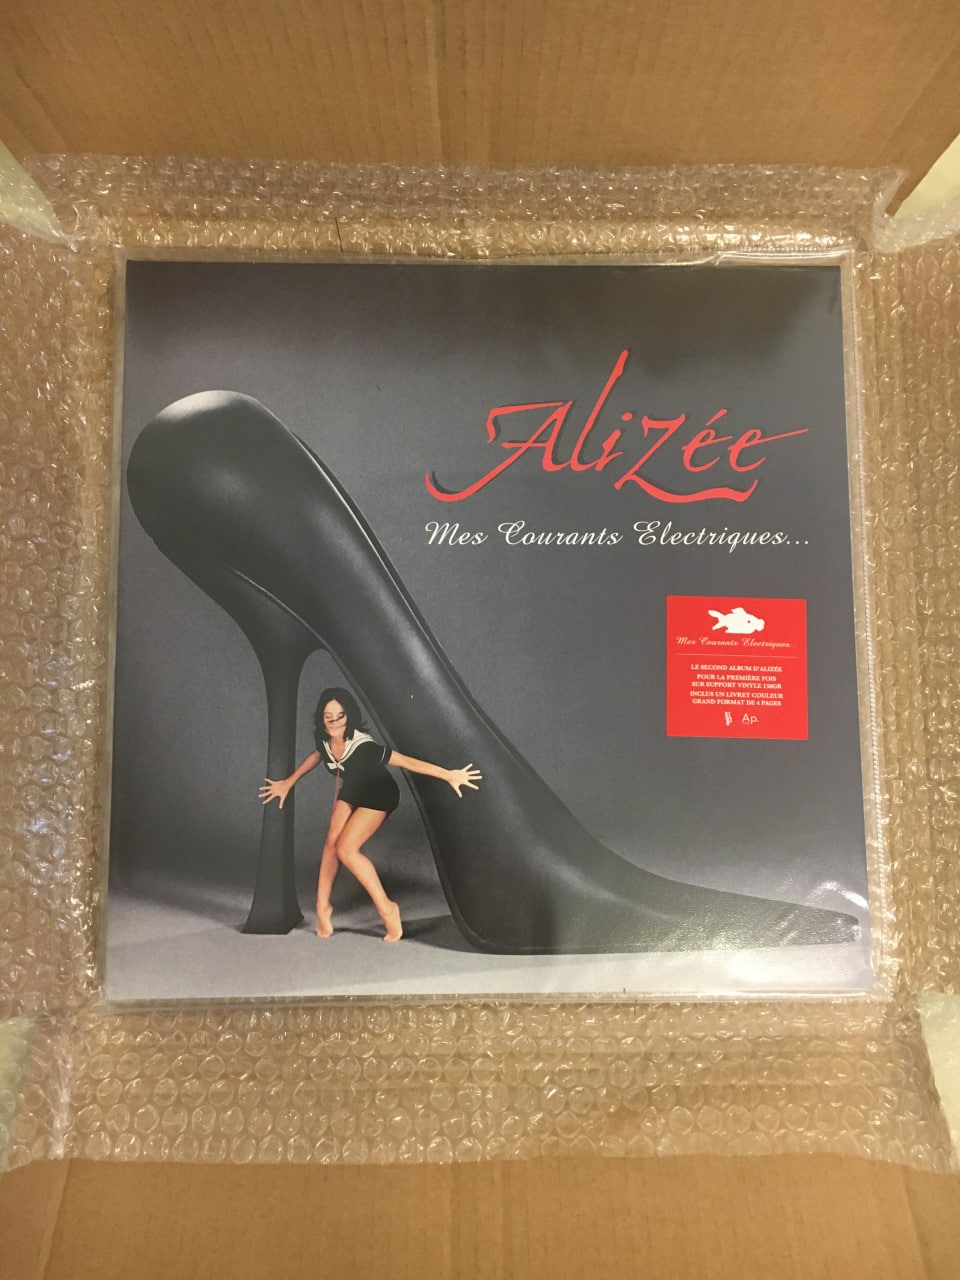 Alizée
Mes Courants Electriques...
Mes Courants Electriques...
LE SECOND ALBUM D'ALIZÉE
POUR LA PREMIÈRE FOIS
SUR SUPPORT VINYLE 150GR
INCLUS UN LIVRET COULEUR
GRAND FORMAT DE 4 PAGES
Ap.